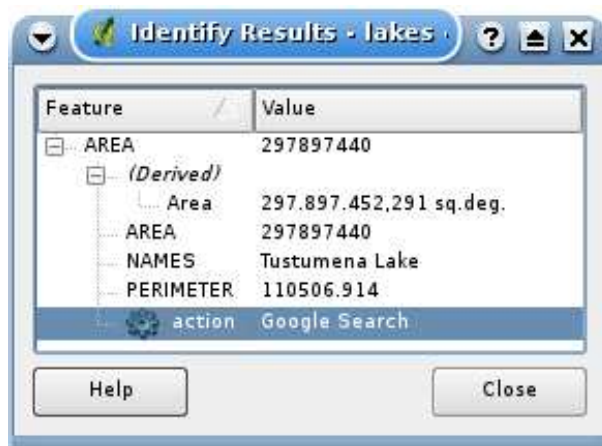 Identify Results - lakes
?
Feature Value
AREA 297897440
(Derived)
Area 297.897.452,291 sq.deg.
AREA 297897440
NAMES Tustumena Lake
PERIMETER 110506.914
action Google Search
Help Close